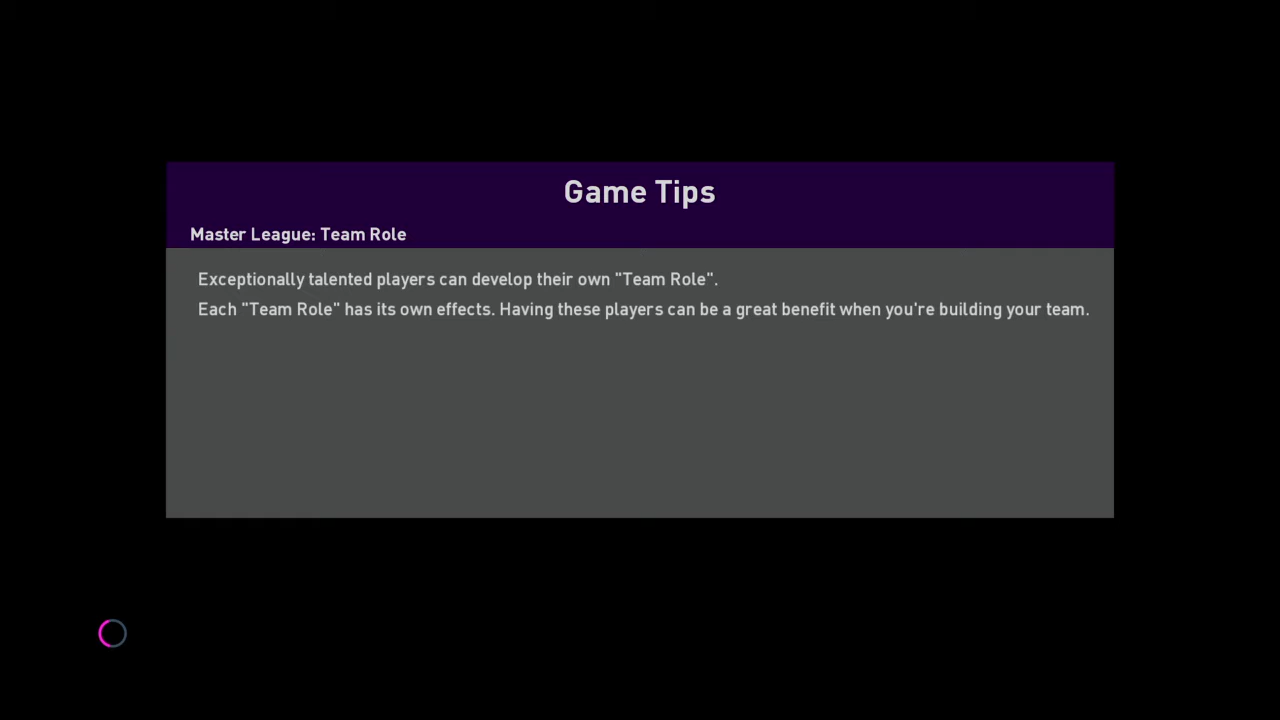 Game Tips
Master League: Team Role
Exceptionally talented players can develop their own "Team Role".
Each "Team Role" has its own effects. Having these players can be a great benefit when you're building your team.